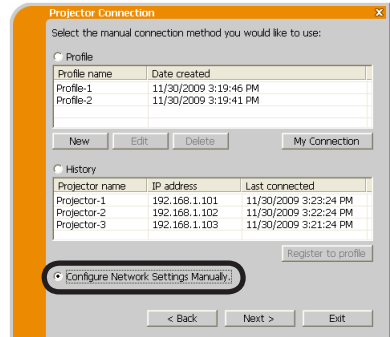 Projector Connection X
Select the manual connection method you would like to use:
Profile
Profile name Date created
Profile-1 11/30/2009 3:19:46 PM
Profile-2 11/30/2009 3:19:41 PM
New Edit Delete My Connection
History
Projector name IP address Last connected
Projector-1 192.168.1.101 11/30/2009 3:23:24 PM
Projector-2 192.168.1.102 11/30/2009 3:22:24 PM
Projector-3 192.168.1.103 11/30/2009 3:21:24 PM
Register to profile
Configure Network Settings Manually.
< Back Next > Exit